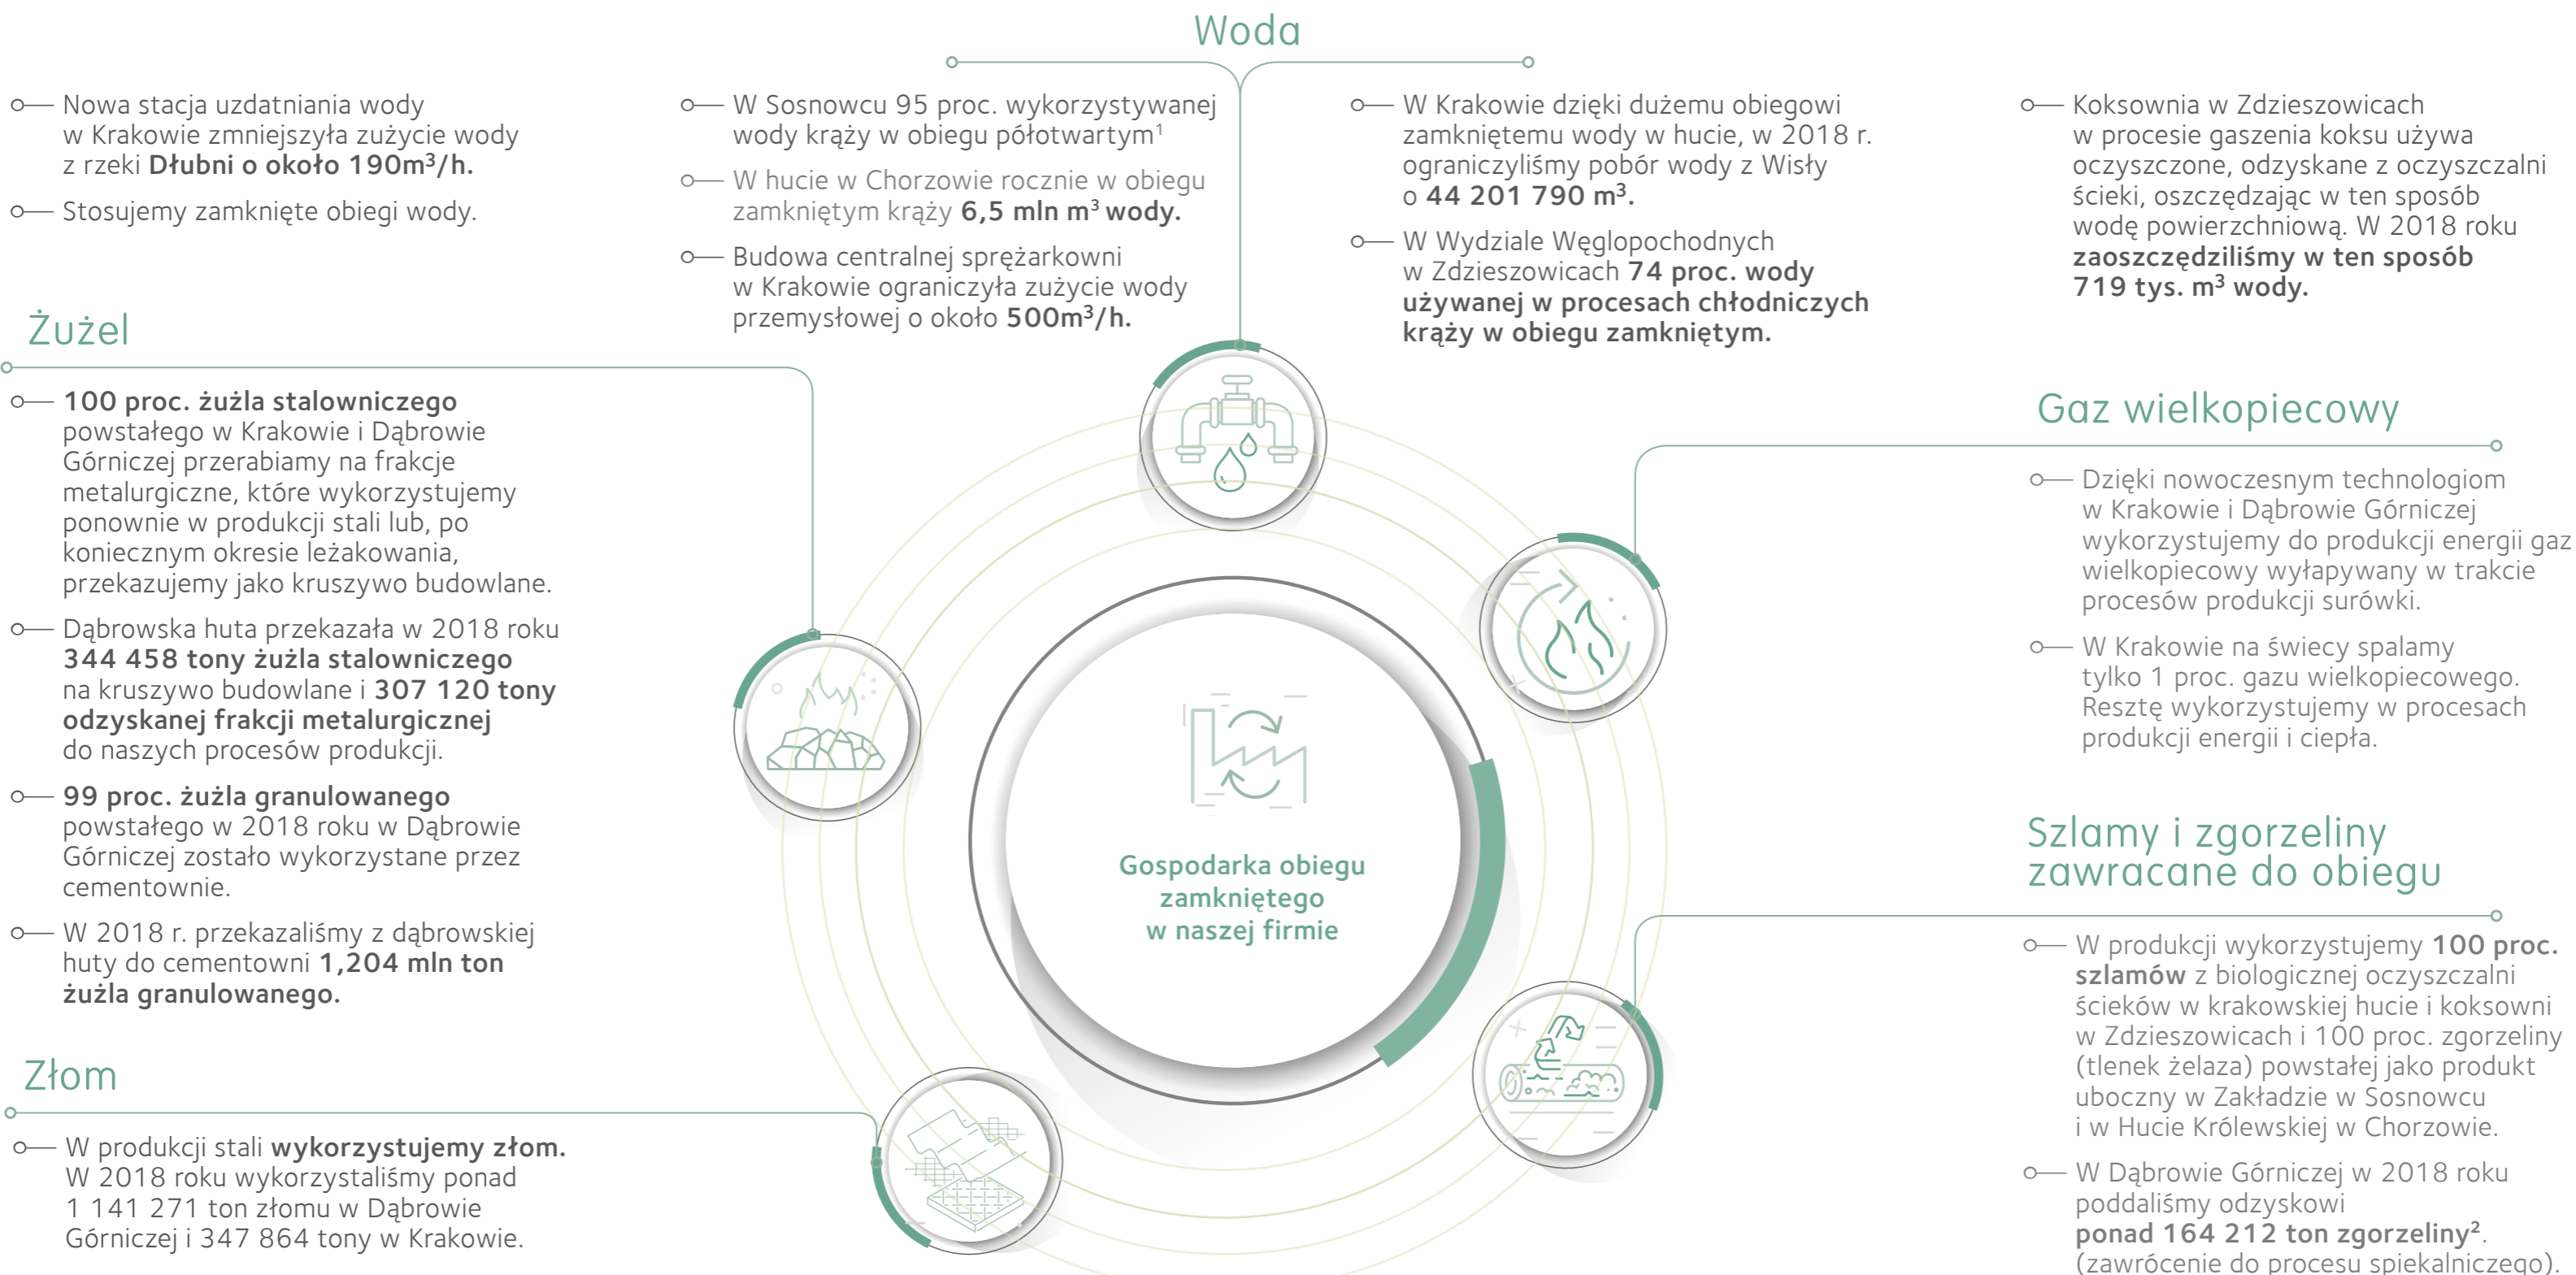 Woda
Nowa stacja uzdatniania wody
w Krakowie zmniejszyła zużycie wody
z rzeki Dłubni o około 190m³/h.
Stosujemy zamknięte obiegi wody.
W Sosnowcu 95 proc. wykorzystywanej
wody krąży w obiegu półotwartym¹
W hucie w Chorzowie rocznie w obiegu
zamkniętym krąży 6,5 mln m³ wody.
Budowa centralnej sprężarkowni
w Krakowie ograniczyła zużycie wody
przemysłowej o około 500m³/h.
W Krakowie dzięki dużemu obiegowi
zamkniętemu wody w hucie, w 2018 r.
ograniczyliśmy pobór wody z Wisły
o 44 201 790 m³.
W Wydziale Węglopochodnych
w Zdzieszowicach 74 proc. wody
używanej w procesach chłodniczych
krąży w obiegu zamkniętym.
Koksownia w Zdzieszowicach
w procesie gaszenia koksu używa
oczyszczone, odzyskane z oczyszczalni
ścieki, oszczędzając w ten sposób
wodę powierzchniową. W 2018 roku
zaoszczędziliśmy w ten sposób
719 tys. m³ wody.
Żużel
100 proc. żużla stalowniczego
powstałego w Krakowie i Dąbrowie
Górniczej przerabiamy na frakcje
metalurgiczne, które wykorzystujemy
ponownie w produkcji stali lub, po
koniecznym okresie leżakowania,
przekazujemy jako kruszywo budowlane.
Dąbrowska huta przekazała w 2018 roku
344 458 tony żużla stalowniczego
na kruszywo budowlane i 307 120 tony
odzyskanej frakcji metalurgicznej
do naszych procesów produkcji.
99 proc. żużla granulowanego
powstałego w 2018 roku w Dąbrowie
Górniczej zostało wykorzystane przez
cementownie.
W 2018 r. przekazaliśmy z dąbrowskiej
huty do cementowni 1,204 mln ton
żużla granulowanego.
Złom
W produkcji stali wykorzystujemy złom.
W 2018 roku wykorzystaliśmy ponad
1 141 271 ton złomu w Dąbrowie
Górniczej i 347 864 tony w Krakowie.
Gospodarka obiegu
zamkniętego
w naszej firmie
Gaz wielkopiecowy
Dzięki nowoczesnym technologiom
w Krakowie i Dąbrowie Górniczej
wykorzystujemy do produkcji energii gaz
wielkopiecowy wyłapywany w trakcie
procesów produkcji surówki.
W Krakowie na świecy spalamy
tylko 1 proc. gazu wielkopiecowego.
Resztę wykorzystujemy w procesach
produkcji energii i ciepła.
Szlamy i zgorzeliny
zawracane do obiegu
W produkcji wykorzystujemy 100 proc.
szlamów z biologicznej oczyszczalni
ścieków w krakowskiej hucie i koksowni
w Zdzieszowicach i 100 proc. zgorzeliny
(tlenek żelaza) powstałej jako produkt
uboczny w Zakładzie w Sosnowcu
i w Hucie Królewskiej w Chorzowie.
W Dąbrowie Górniczej w 2018 roku
poddaliśmy odzyskowi
ponad 164 212 ton zgorzeliny².
(zawrócenie do procesu spiekalniczego).